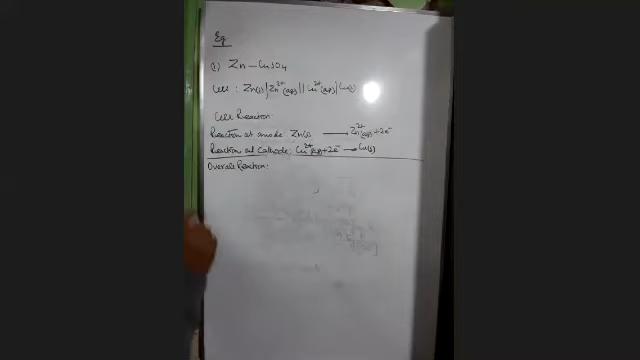 Eg
1) Zn – CuSO4
Cell : Zn(s) | Zn2+(aq) || Cu2+(aq) | Cu(s)
Cell Reaction:
Reaction at anode Zn(s) → Zn2+(aq) + 2e-
Reaction at Cathode: Cu2+(aq) + 2e- → Cu(s)
Overall Reaction: